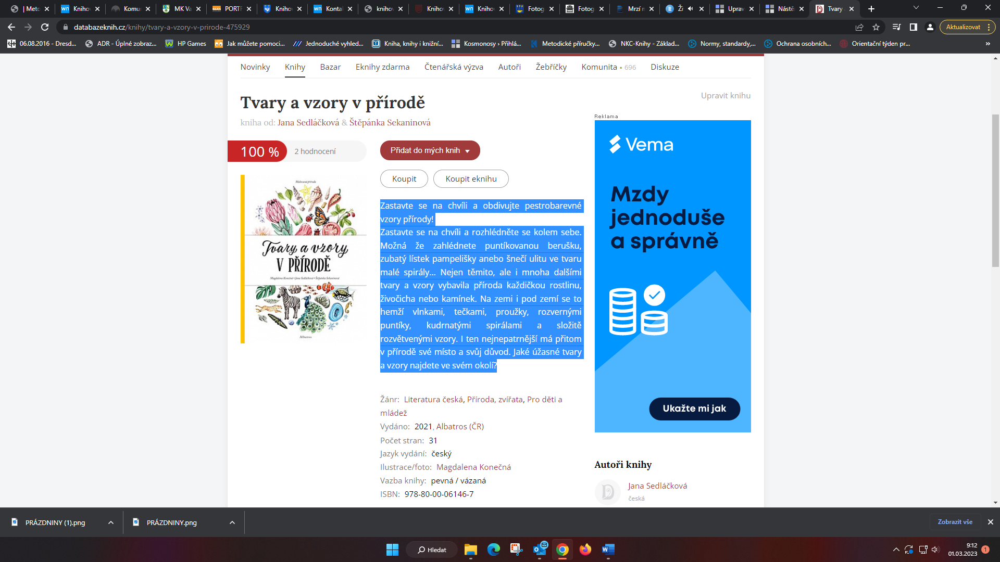 | Meto
Knihov
Komu
MK Va
PORT
Knihov
Kontal
knihov
Knihov
Knihov
Fotog
Fotog
Mrzí n
Ži
Uprav
Nástě
Tvary
databazeknih.cz/knihy/tvary-a-vzory-v-prirode-475929
Aktualizovat
06.08.2016 - Dresd...
ADR - Úplné zobraz...
HP Games
Jak můžete pomoci...
Jednoduché vyhled...
Kniha, knihy i knižní...
Kosmonosy › Přihlá...
Metodické příručky...
NKC-Knihy - Základ...
Normy, standardy,...
Ochrana osobních...
Orientační týden pr...
»
Novinky Knihy Bazar Eknihy zdarma Čtenářská výzva Autoři Žebříčky Komunita • 696 Diskuze
Tvary a vzory v přírodě
Upravit knihu
kniha od: Jana Sedláčková & Štěpánka Sekaninová
100 % 2 hodnocení
Přidat do mých knih
Koupit Koupit eknihu
Malovaná příroda
Tvary a vzory
V PŘÍRODĚ
Magdalena Konečná • Jana Sedláčková • Štěpánka Sekaninová
Albatros
Zastavte se na chvíli a obdivujte pestrobarevné
vzory přírody!
Zastavte se na chvíli a rozhlédněte se kolem sebe.
Možná že zahlédnete puntíkovanou berušku,
zubatý lístek pampelišky anebo šnečí ulitu ve tvaru
malé spirály... Nejen těmito, ale i mnoha dalšími
tvary a vzory vybavila příroda každičkou rostlinu,
živočicha nebo kamínek. Na zemi i pod zemí se to
hemží vlnkami, tečkami, proužky, rozvernými
puntíky, kudrnatými spirálami a složitě
rozvětvenými vzory. I ten nejnepatrnější má přitom
v přírodě své místo a svůj důvod. Jaké úžasné tvary
a vzory najdete ve svém okolí?
Žánr: Literatura česká, Příroda, zvířata, Pro děti a
mládež
Vydáno: 2021, Albatros (ČR)
Počet stran: 31
Jazyk vydání: český
Ilustrace/foto: Magdalena Konečná
Vazba knihy: pevná / vázaná
ISBN: 978-80-00-06146-7
Reklama
Vema
Mzdy
jednoduše
a správně
Ukažte mi jak
Autoři knihy
Jana Sedláčková
česká
PRÁZDNINY (1).png
PRÁZDNINY.png
Zobrazit vše
Hledat
9:12
01.03.2023
1